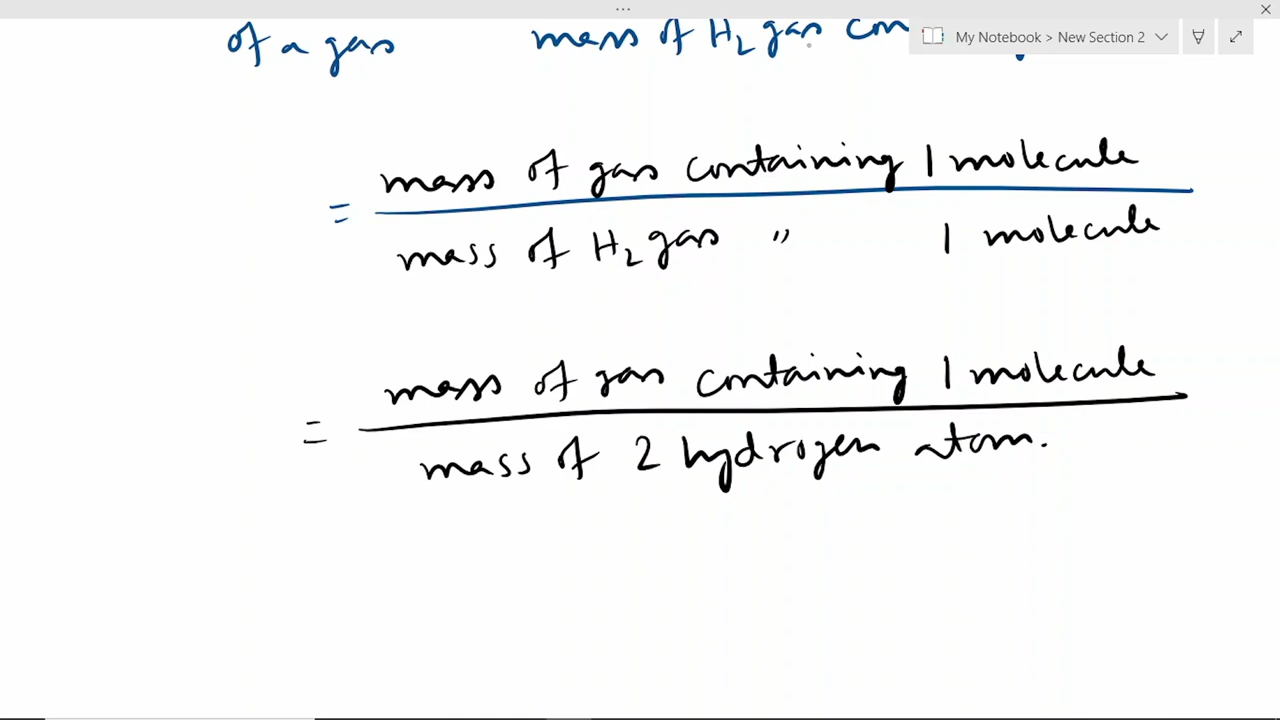 ...
My Notebook > New Section 2
of a gas mass of H2 gas
mass of gas containing 1 molecule
=
mass of H2 gas " 1 molecule
mass of gas containing 1 molecule
=
mass of 2 hydrogen atom.